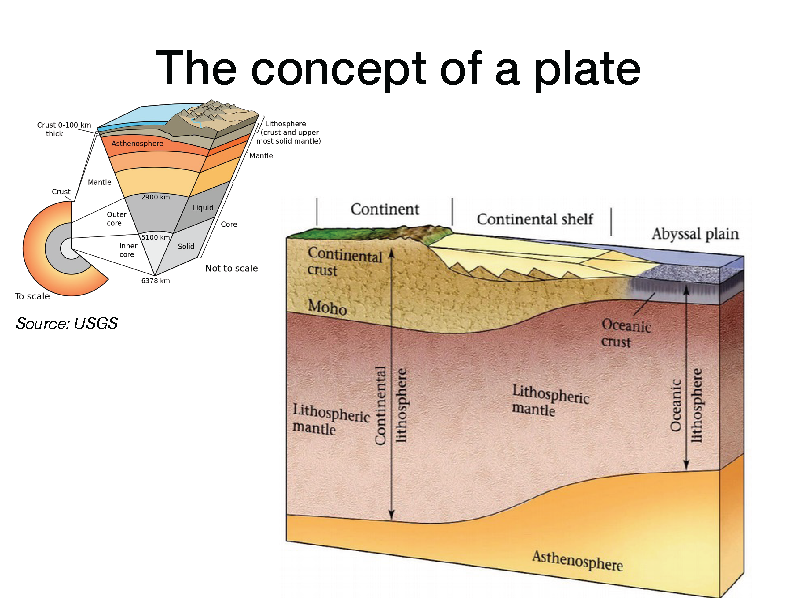 The concept of a plate
Crust 0-100 km
thick
Lithosphere
(crust and upper
most solid mantle)
Asthenosphere
Mantle
Mantle
Crust
2900 km
Liquid
Outer
core
Core
5100 km
Inner
core
Solid
Not to scale
6378 km
To scale
Source: USGS
Continent
Continental shelf
Abyssal plain
Continental
crust
Moho
Oceanic
crust
Lithospheric
mantle
Continental
lithosphere
Lithospheric
mantle
Oceanic
lithosphere
Asthenosphere